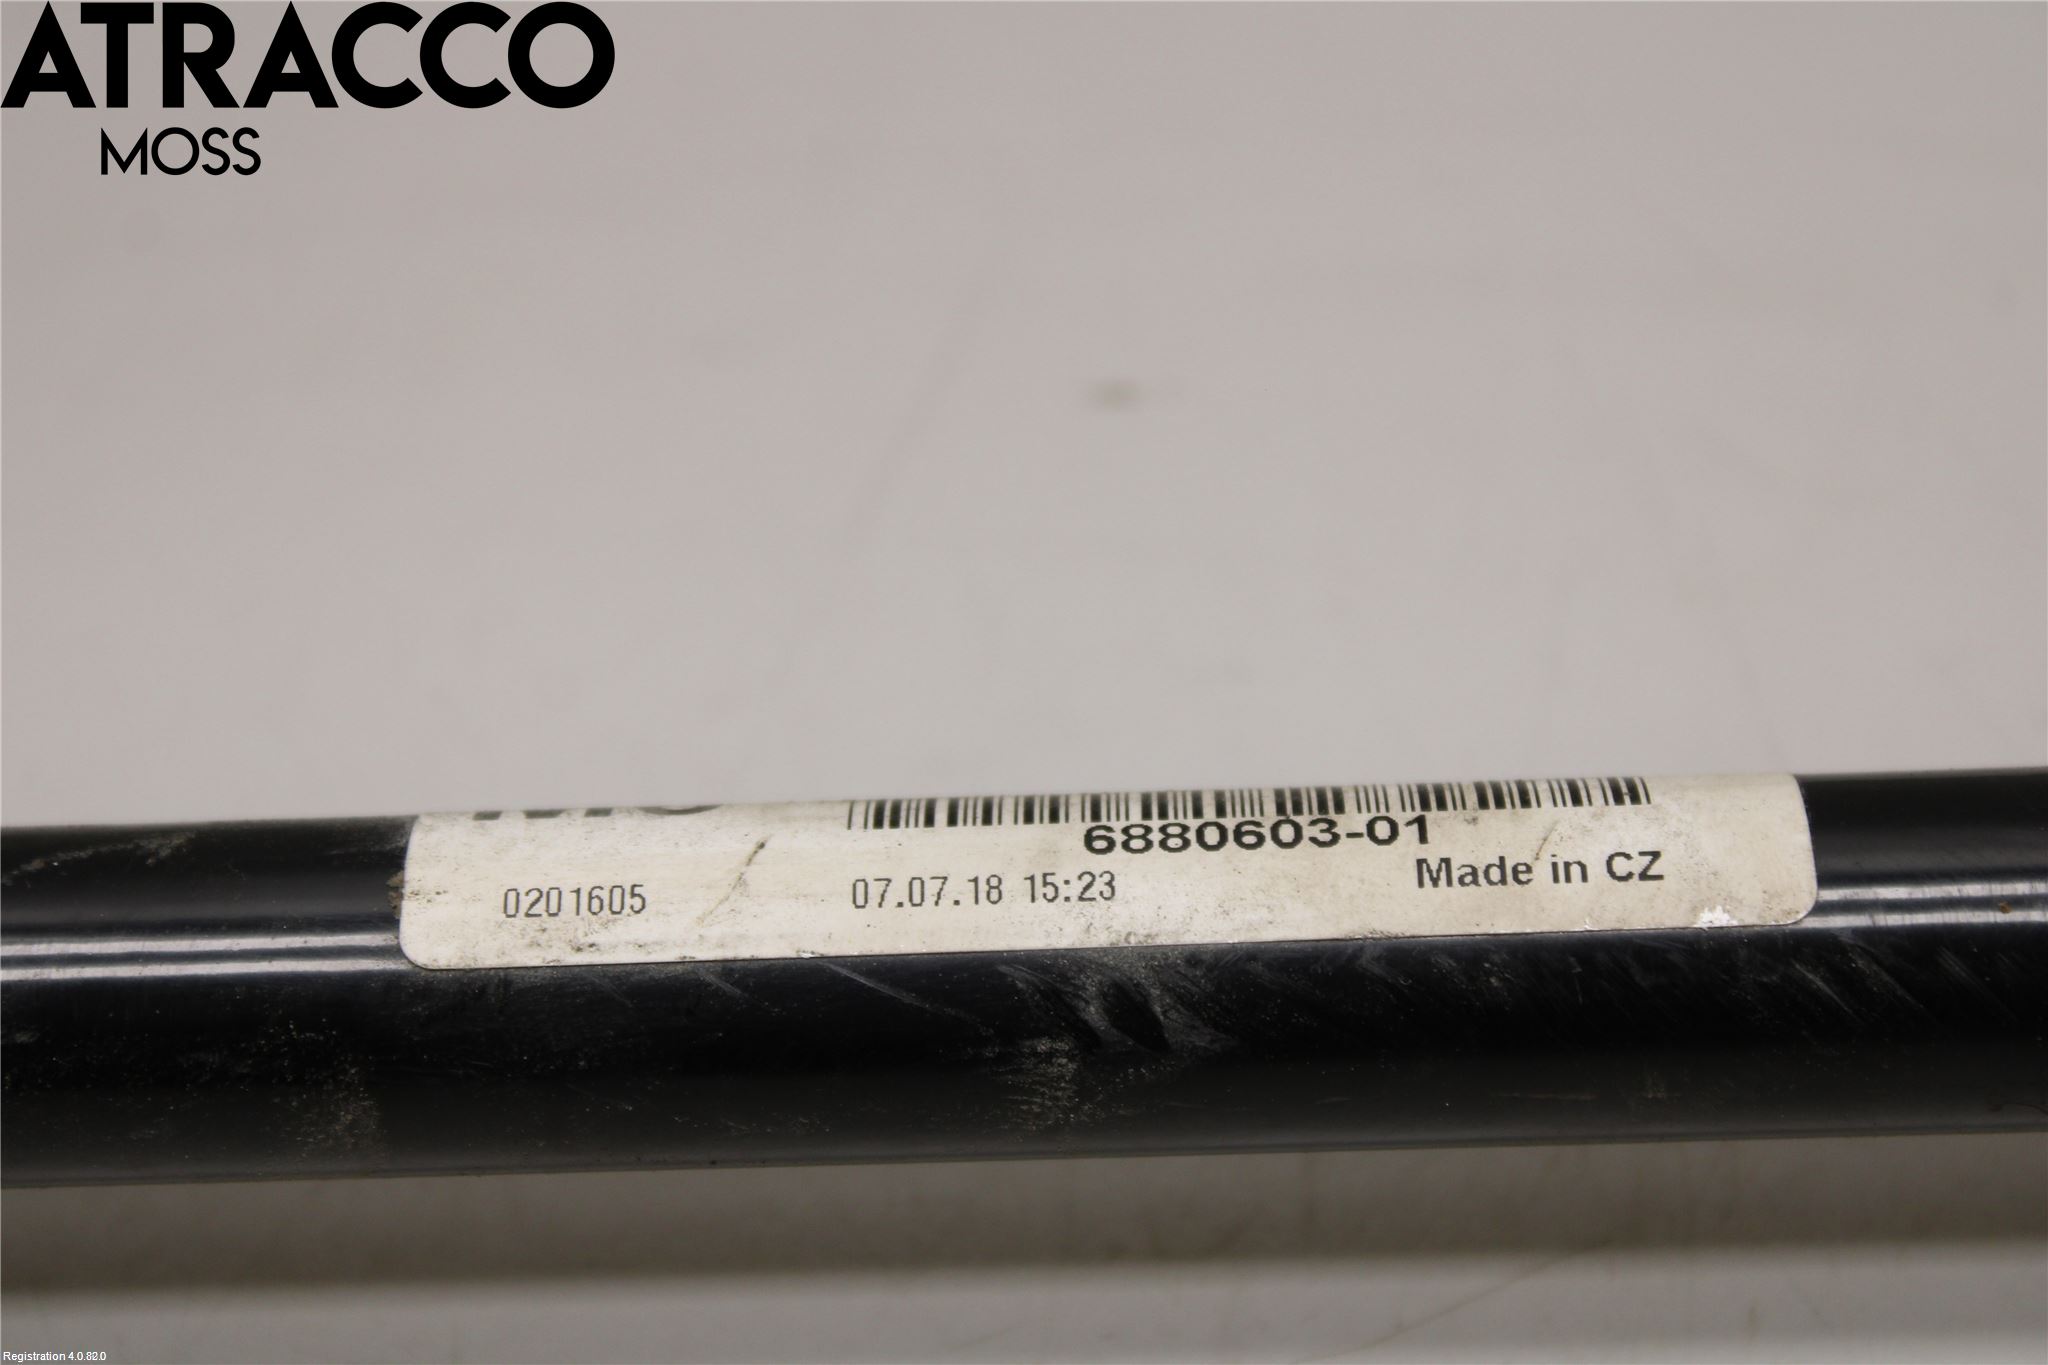 ATRACCO
MOSS
6880603-01
Made in CZ
0201605 07.07.18 15:23
Registration 4.0.82.0